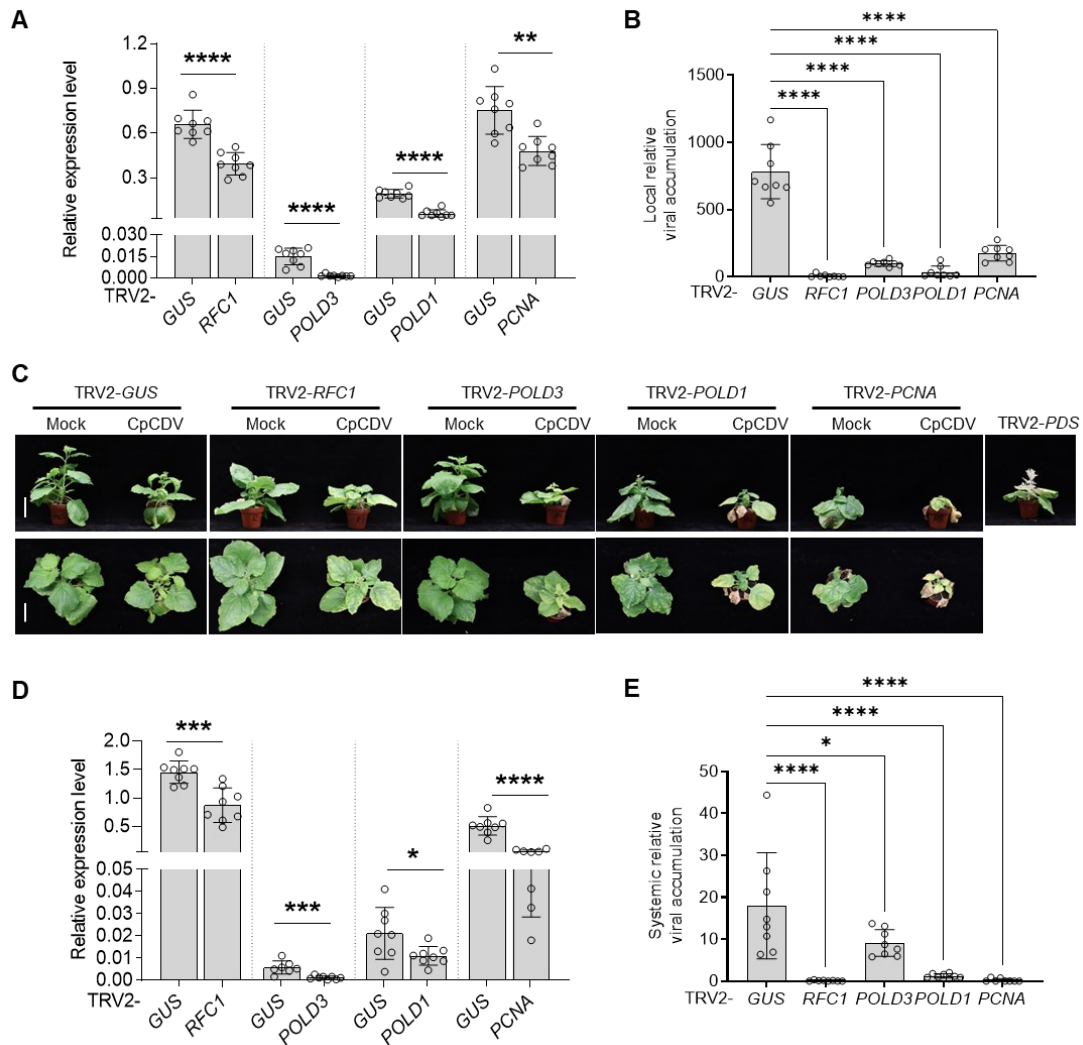 A
Relative expression level
1.2
0.9
0.6
0.3
0.030
0.015
0.000
**** **** **** **
TRV2-
GUS RFC1 GUS POLD3 GUS POLD1 GUS PCNA
B
Local relative
viral accumulation
1500
1000
500
0
****
****
****
****
TRV2- GUS RFC1 POLD3 POLD1 PCNA
C
TRV2-GUS TRV2-RFC1 TRV2-POLD3 TRV2-POLD1 TRV2-PCNA
Mock CpCDV Mock CpCDV Mock CpCDV Mock CpCDV Mock CpCDV TRV2-PDS
D
Relative expression level
2.0
1.5
1.0
0.5
0.05
0.04
0.03
0.02
0.01
0.00
*** *** * ****
TRV2-
GUS RFC1 GUS POLD3 GUS POLD1 GUS PCNA
E
Systemic relative
viral accumulation
50
40
30
20
10
0
****
****
*
****
TRV2- GUS RFC1 POLD3 POLD1 PCNA